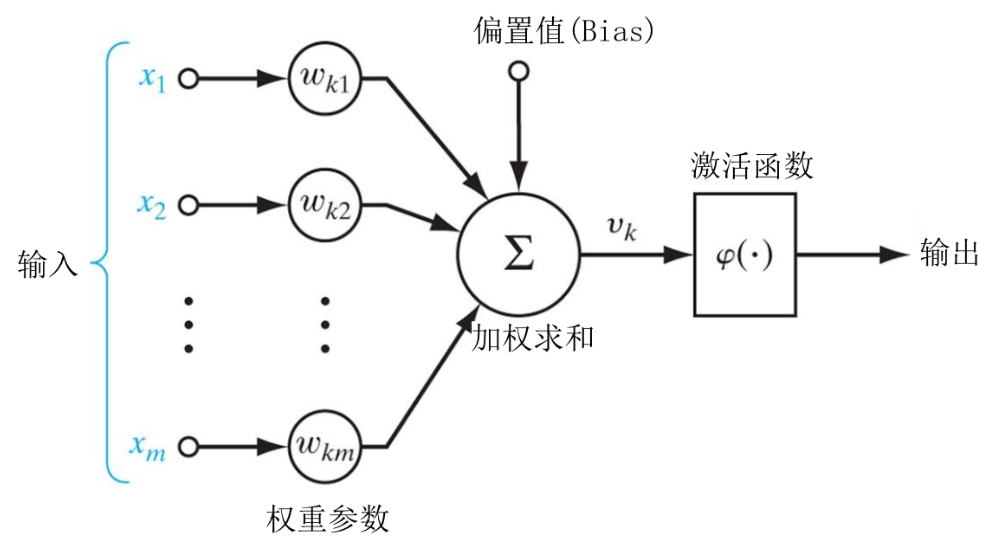 偏置值(Bias)
x1
wk1
激活函数
x2
wk2
输入
Σ
υk
φ(·)
输出
加权求和
xm
wkm
权重参数